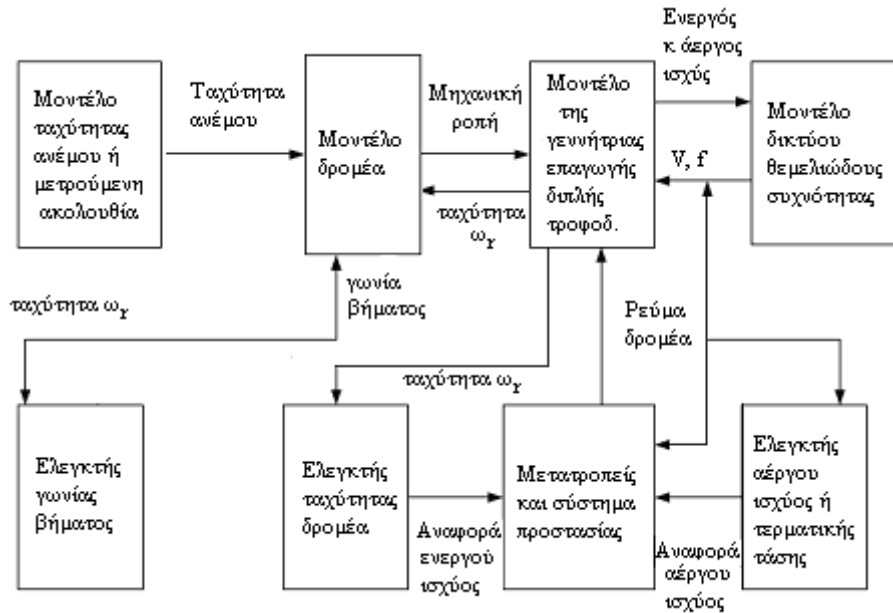 Μοντέλο
ταχύτητας
ανέμου ή
μετρούμενη
ακολουθία
Ταχύτητα
ανέμου
Μοντέλο
δρομέα
Μηχανική
ροπή
ταχύτητα
ωr
Μοντέλο
της
γεννήτριας
επαγωγής
διπλής
τροφοδ.
Ενεργός
κ άεργος
ισχύς
V, f
Μοντέλο
δικτύου
θεμελιώδους
συχνότητας
ταχύτητα ωr
γωνία
βήματος
ταχύτητα ωr
Ρεύμα
δρομέα
Ελεγκτής
γωνίας
βήματος
Ελεγκτής
ταχύτητας
δρομέα
Αναφορά
ενεργού
ισχύος
Μετατροπείς
και σύστημα
προστασίας
Αναφορά
αέργου
ισχύος
Ελεγκτής
αέργου
ισχύος ή
τερματικής
τάσης